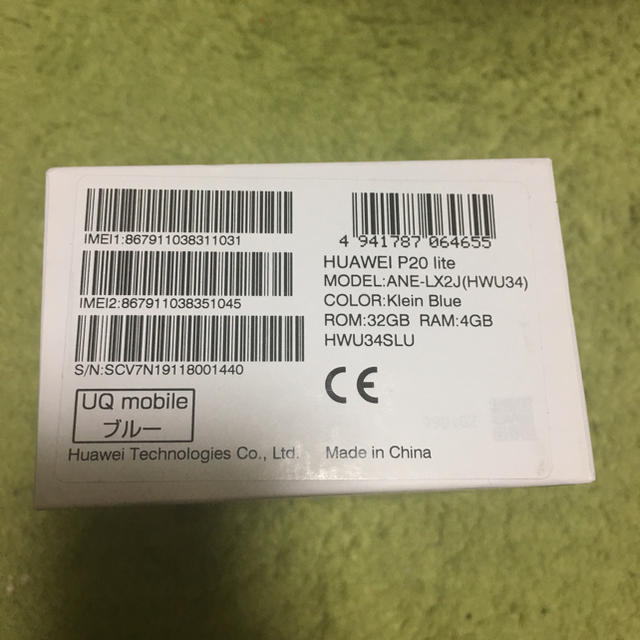 IMEI1:867911038311031
IMEI2:867911038351045
S/N:SCV7N19118001440
UQ mobile
ブルー
Huawei Technologies Co., Ltd.
4 941787 064655
HUAWEI P20 lite
MODEL:ANE-LX2J(HWU34)
COLOR:Klein Blue
ROM:32GB RAM:4GB
HWU34SLU
CE
Made in China